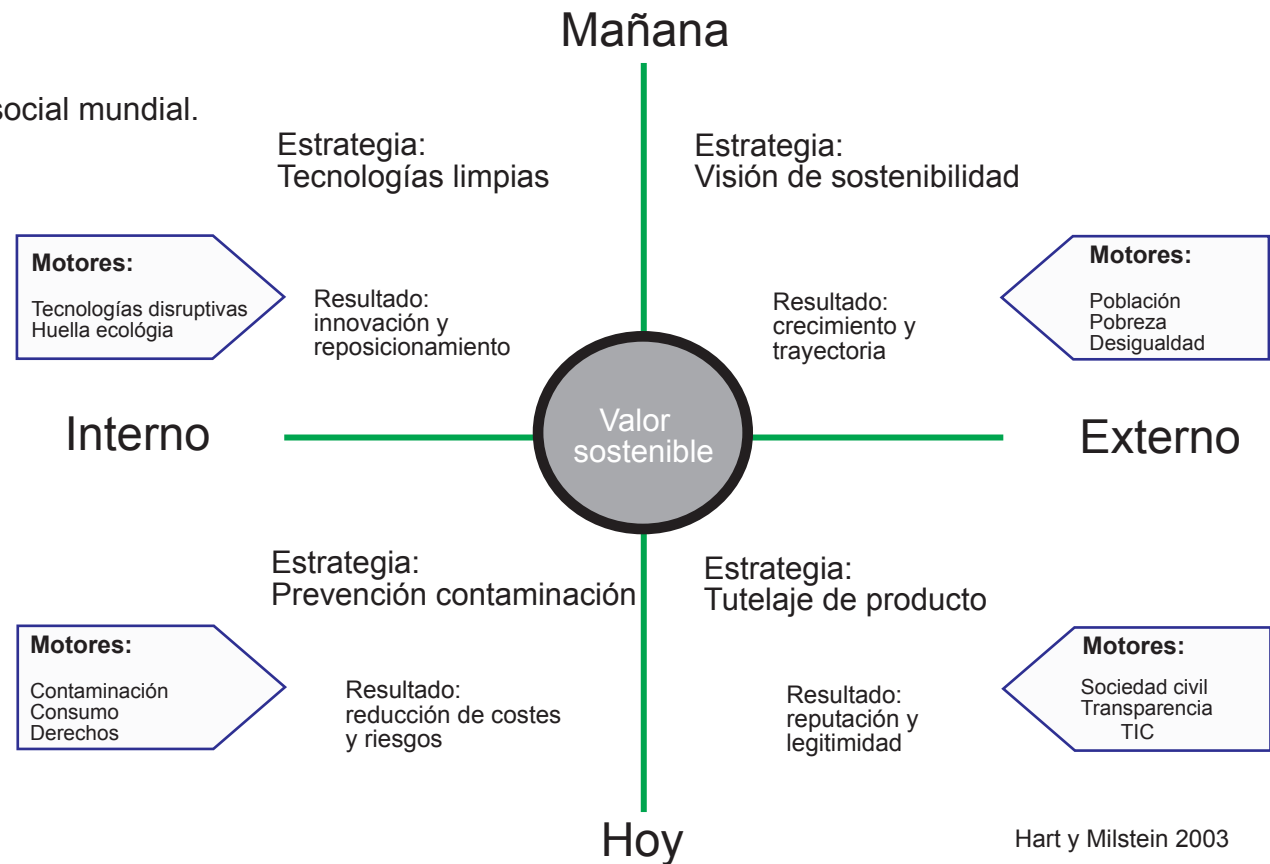 Mañana
social mundial.
Estrategia:
Tecnologías limpias
Estrategia:
Visión de sostenibilidad
Motores:
Tecnologías disruptivas
Huella ecológia
Resultado:
innovación y
reposicionamiento
Resultado:
crecimiento y
trayectoria
Motores:
Población
Pobreza
Desigualdad
Interno
Valor
sostenible
Externo
Estrategia:
Prevención contaminación
Estrategia:
Tutelaje de producto
Motores:
Contaminación
Consumo
Derechos
Resultado:
reducción de costes
y riesgos
Resultado:
reputación y
legitimidad
Motores:
Sociedad civil
Transparencia
TIC
Hoy
Hart y Milstein 2003